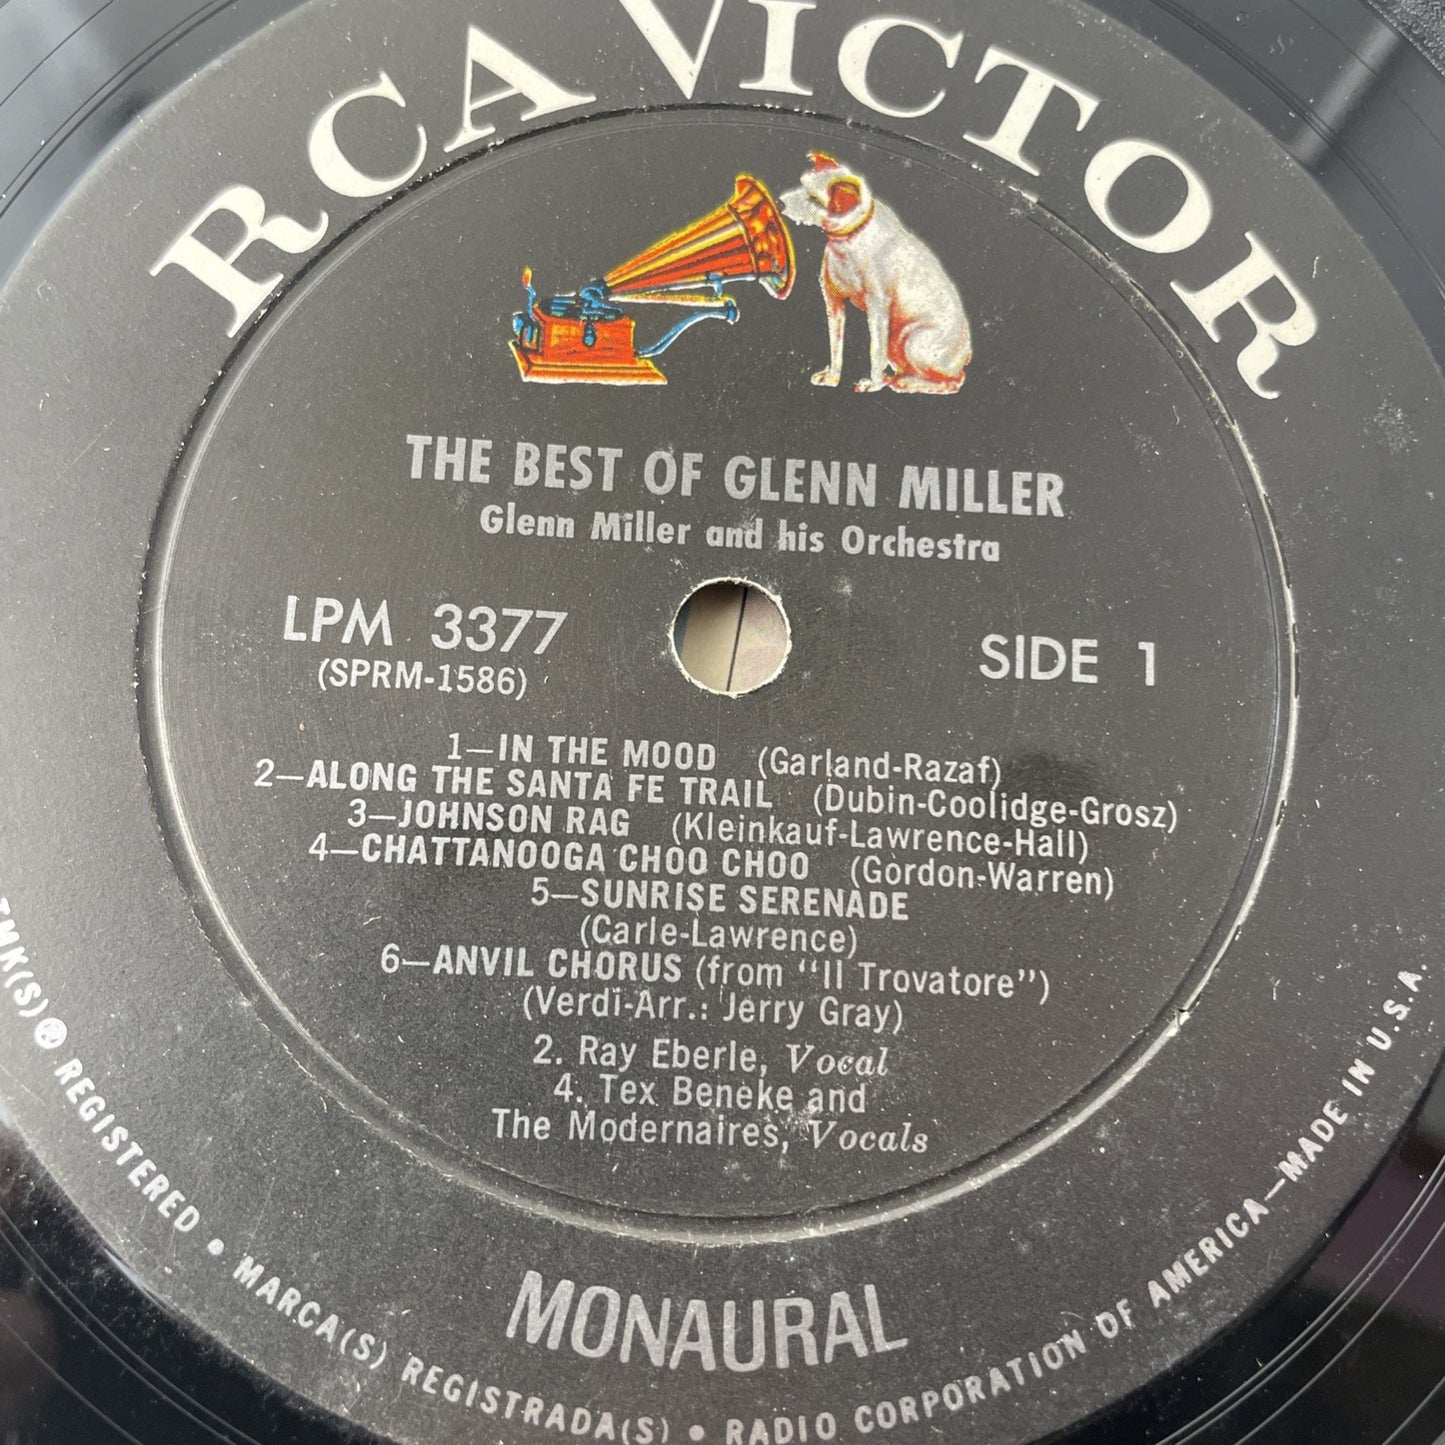 RCA VICTOR
THE BEST OF GLENN MILLER
Glenn Miller and his Orchestra
LPM 3377
(SPRM-1586)
SIDE 1
1—IN THE MOOD (Garland-Razaf)
2—ALONG THE SANTA FE TRAIL (Dubin-Coolidge-Grosz)
3—JOHNSON RAG (Kleinkauf-Lawrence-Hall)
4—CHATTANOOGA CHOO CHOO (Gordon-Warren)
5—SUNRISE SERENADE
(Carle-Lawrence)
6—ANVIL CHORUS (from "Il Trovatore")
(Verdi-Arr.: Jerry Gray)
2. Ray Eberle, Vocal
4. Tex Beneke and
The Modernaires, Vocals
MONAURAL
TMK(S) ® REGISTERED • MARCA(S) REGISTRADA(S) • RADIO CORPORATION OF AMERICA—MADE IN U.S.A.